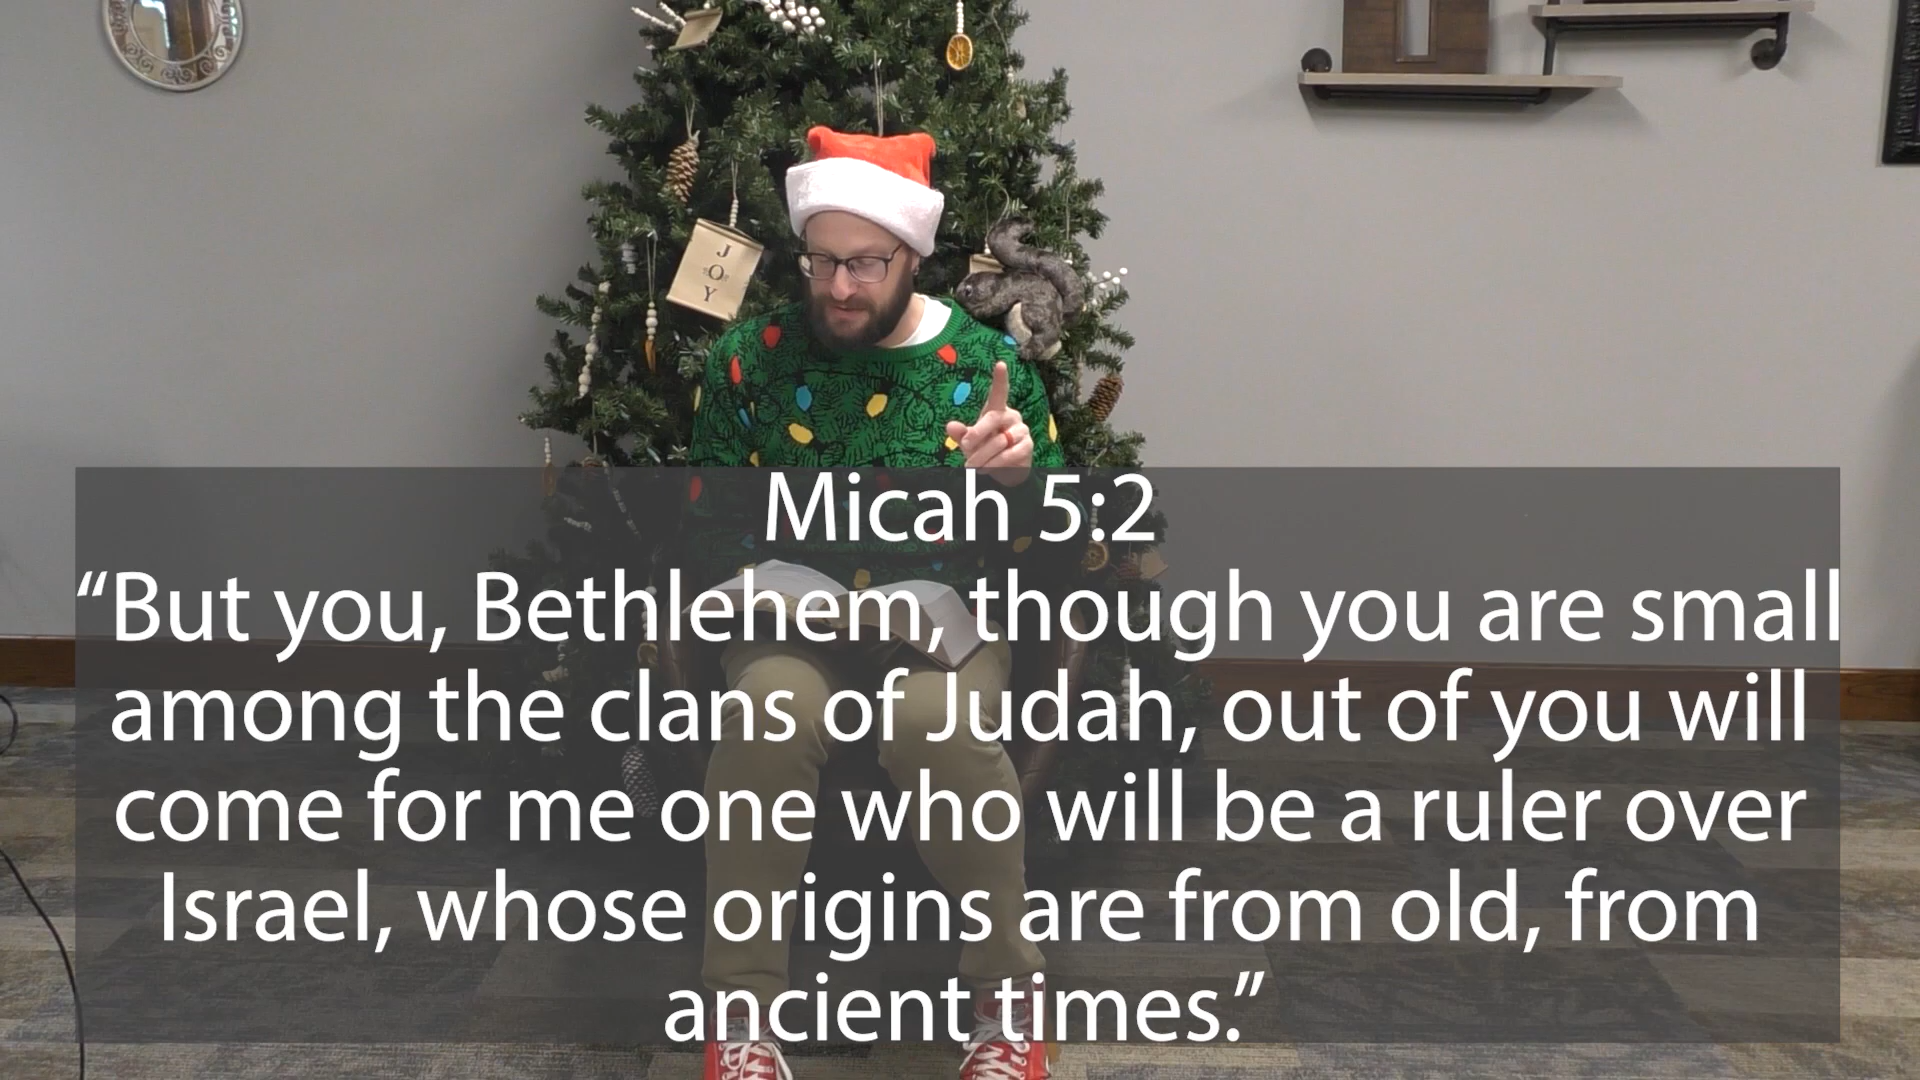 JOY
Micah 5:2
“But you, Bethlehem, though you are small
among the clans of Judah, out of you will
come for me one who will be a ruler over
Israel, whose origins are from old, from
ancient times.”